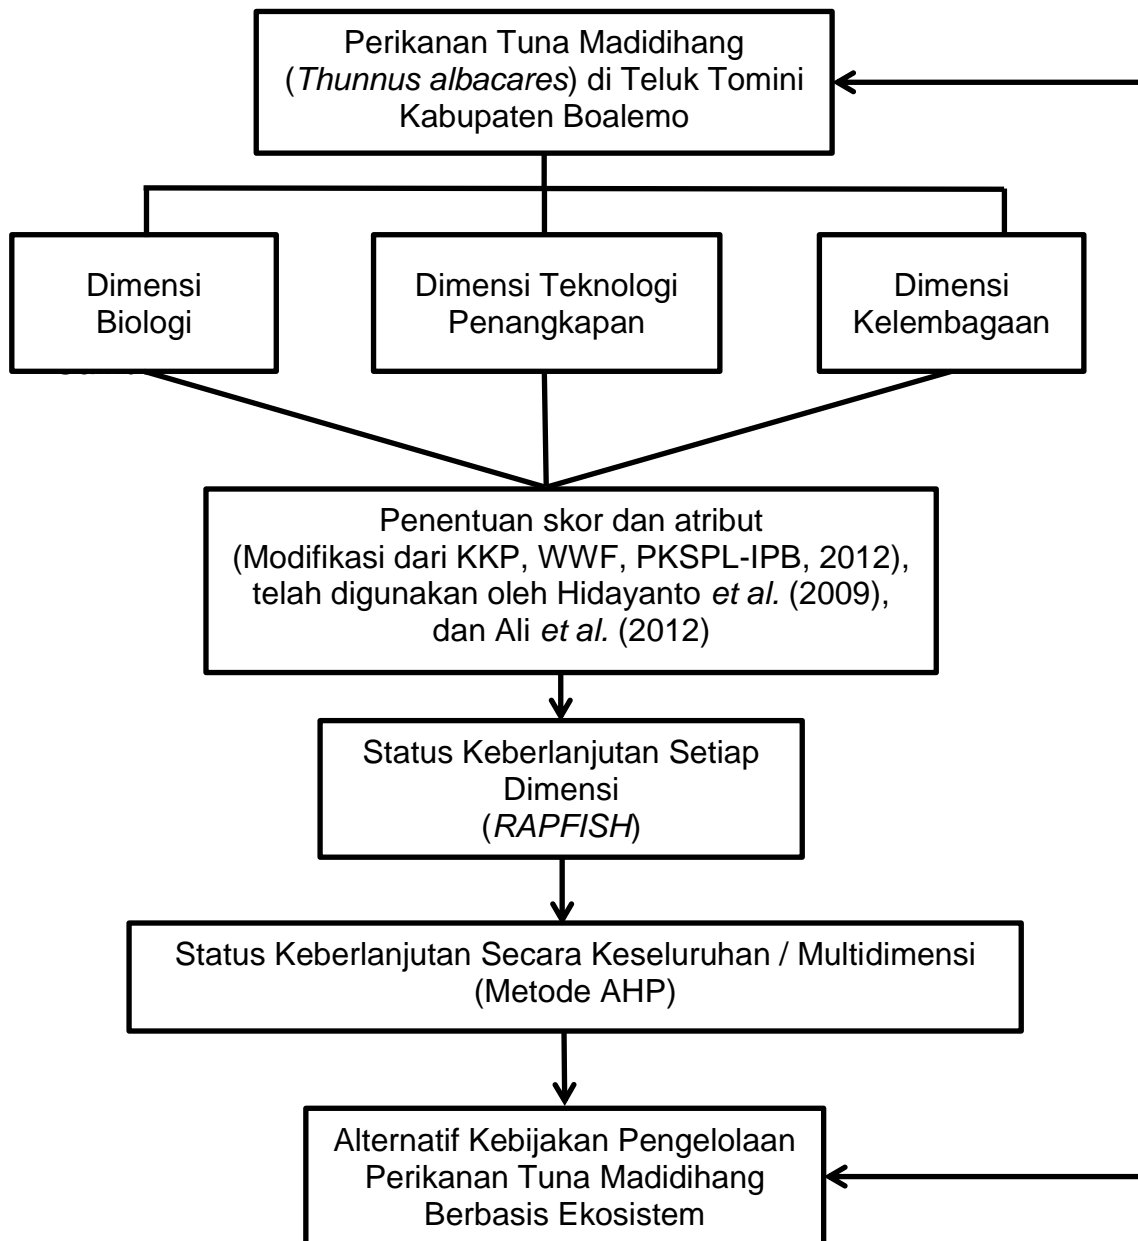 Perikanan Tuna Madidihang
(Thunnus albacares) di Teluk Tomini
Kabupaten Boalemo
Dimensi
Biologi
Dimensi Teknologi
Penangkapan
Dimensi
Kelembagaan
Penentuan skor dan atribut
(Modifikasi dari KKP, WWF, PKSPL-IPB, 2012),
telah digunakan oleh Hidayanto et al. (2009),
dan Ali et al. (2012)
Status Keberlanjutan Setiap
Dimensi
(RAPFISH)
Status Keberlanjutan Secara Keseluruhan / Multidimensi
(Metode AHP)
Alternatif Kebijakan Pengelolaan
Perikanan Tuna Madidihang
Berbasis Ekosistem